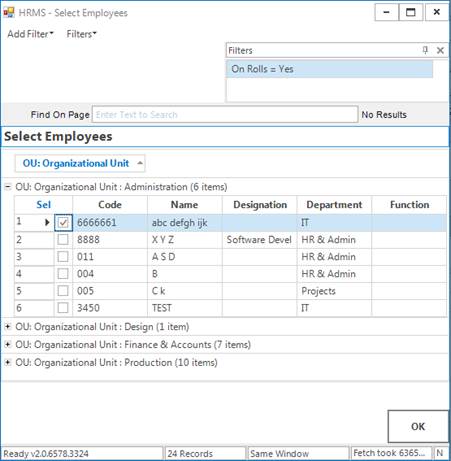 HRMS - Select Employees
Add Filter Filters
Filters
On Rolls = Yes
Find On Page Enter Text to Search No Results
Select Employees
OU: Organizational Unit
OU: Organizational Unit : Administration (6 items)
Sel Code Name Designation Department Function
1 6666661 abc defgh ijk IT
2 8888 X Y Z Software Devel HR & Admin
3 011 A S D HR & Admin
4 004 B HR & Admin
5 005 C k Projects
6 3450 TEST IT
OU: Organizational Unit : Design (1 item)
OU: Organizational Unit : Finance & Accounts (7 items)
OU: Organizational Unit : Production (10 items)
OK
Ready v2.0.6578.3324 24 Records Same Window Fetch took 6365... N